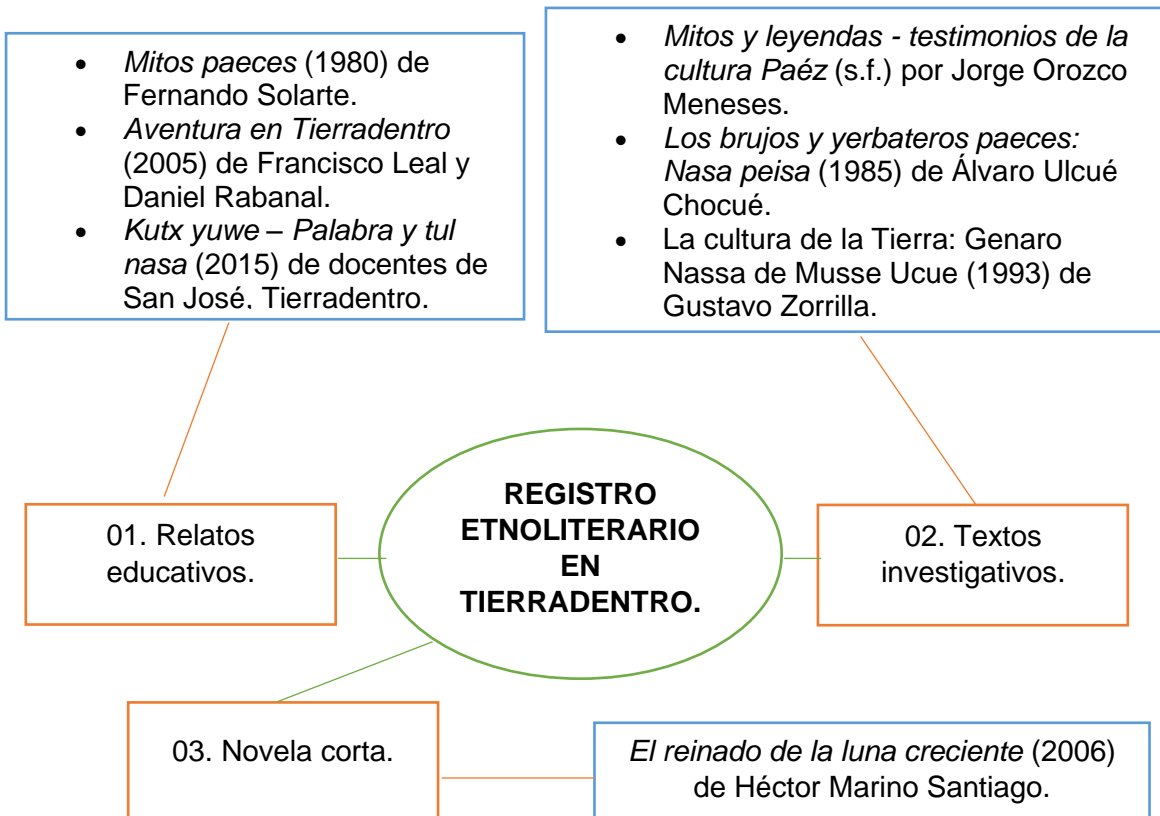 • Mitos paeces (1980) de
Fernando Solarte.
• Aventura en Tierradentro
(2005) de Francisco Leal y
Daniel Rabanal.
• Kutx yuwe – Palabra y tul
nasa (2015) de docentes de
San José, Tierradentro.
• Mitos y leyendas - testimonios de la
cultura Paéz (s.f.) por Jorge Orozco
Meneses.
• Los brujos y yerbateros paeces:
Nasa peisa (1985) de Álvaro Ulcué
Chocué.
• La cultura de la Tierra: Genaro
Nassa de Musse Ucue (1993) de
Gustavo Zorrilla.
REGISTRO
ETNOLITERARIO
EN
TIERRADENTRO.
01. Relatos
educativos.
02. Textos
investigativos.
03. Novela corta.
El reinado de la luna creciente (2006)
de Héctor Marino Santiago.